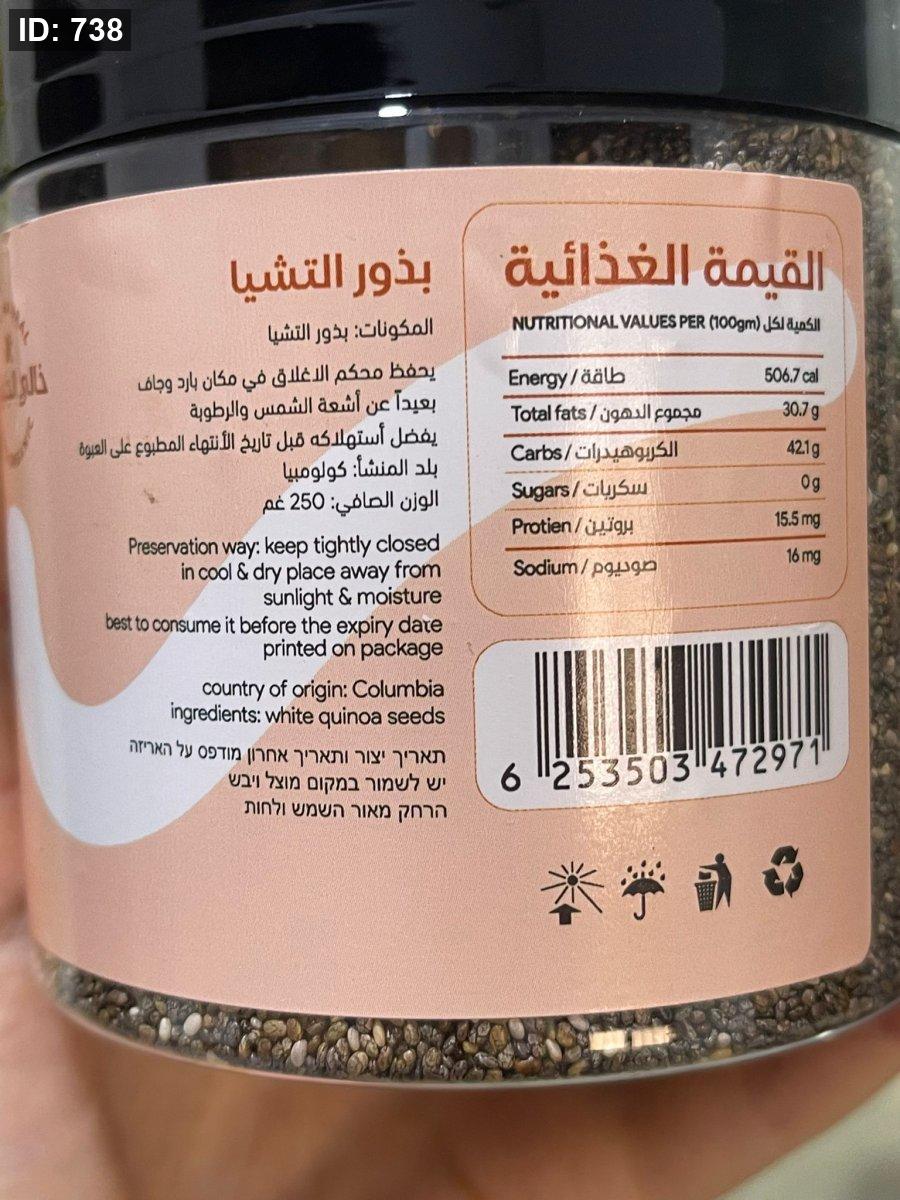 ID: 738
بذور التشيا
المكونات: بذور التشيا
يحفظ محكم الاغلاق في مكان بارد وجاف
بعيداً عن أشعة الشمس والرطوبة
يفضل أستهلاكه قبل تاريخ الأنتهاء المطبوع على العبوة
بلد المنشأ: كولومبيا
الوزن الصافي: 250 غم
Preservation way: keep tightly closed
in cool & dry place away from
sunlight & moisture
best to consume it before the expiry date
printed on package
country of origin: Columbia
ingredients: white quinoa seeds
תאריך יצור ותאריך אחרון מודפס על האריזה
יש לשמור במקום מוצל ויבש
הרחק מאור השמש ולחות
القيمة الغذائية
NUTRITIONAL VALUES PER (100gm) الكمية لكل
Energy / طاقة 506.7 cal
Total fats / مجموع الدهون 30.7 g
Carbs / الكربوهيدرات 42.1 g
Sugars / سكريات 0 g
Protien / بروتين 15.5 mg
Sodium / صوديوم 16 mg
6 253503 472971